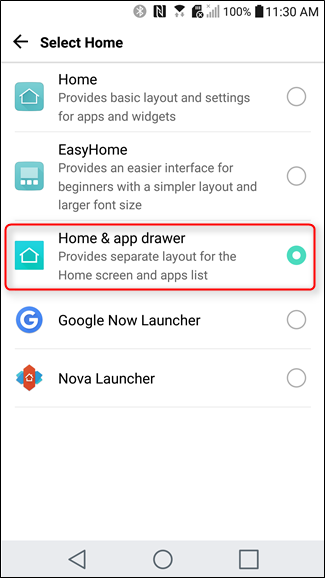 100% 11:30 AM
Select Home
Home
Provides basic layout and settings
for apps and widgets
EasyHome
Provides an easier interface for
beginners with a simpler layout and
larger font size
Home & app drawer
Provides separate layout for the
Home screen and apps list
Google Now Launcher
Nova Launcher